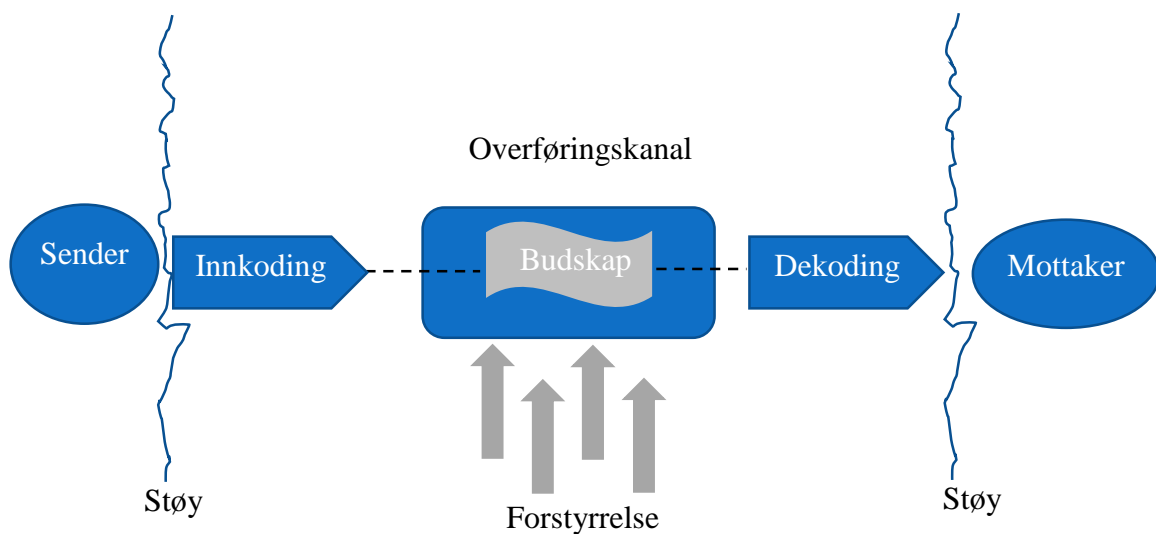 Overføringskanal
Sender
Innkoding
Budskap
Dekoding
Mottaker
Støy
Forstyrrelse
Støy